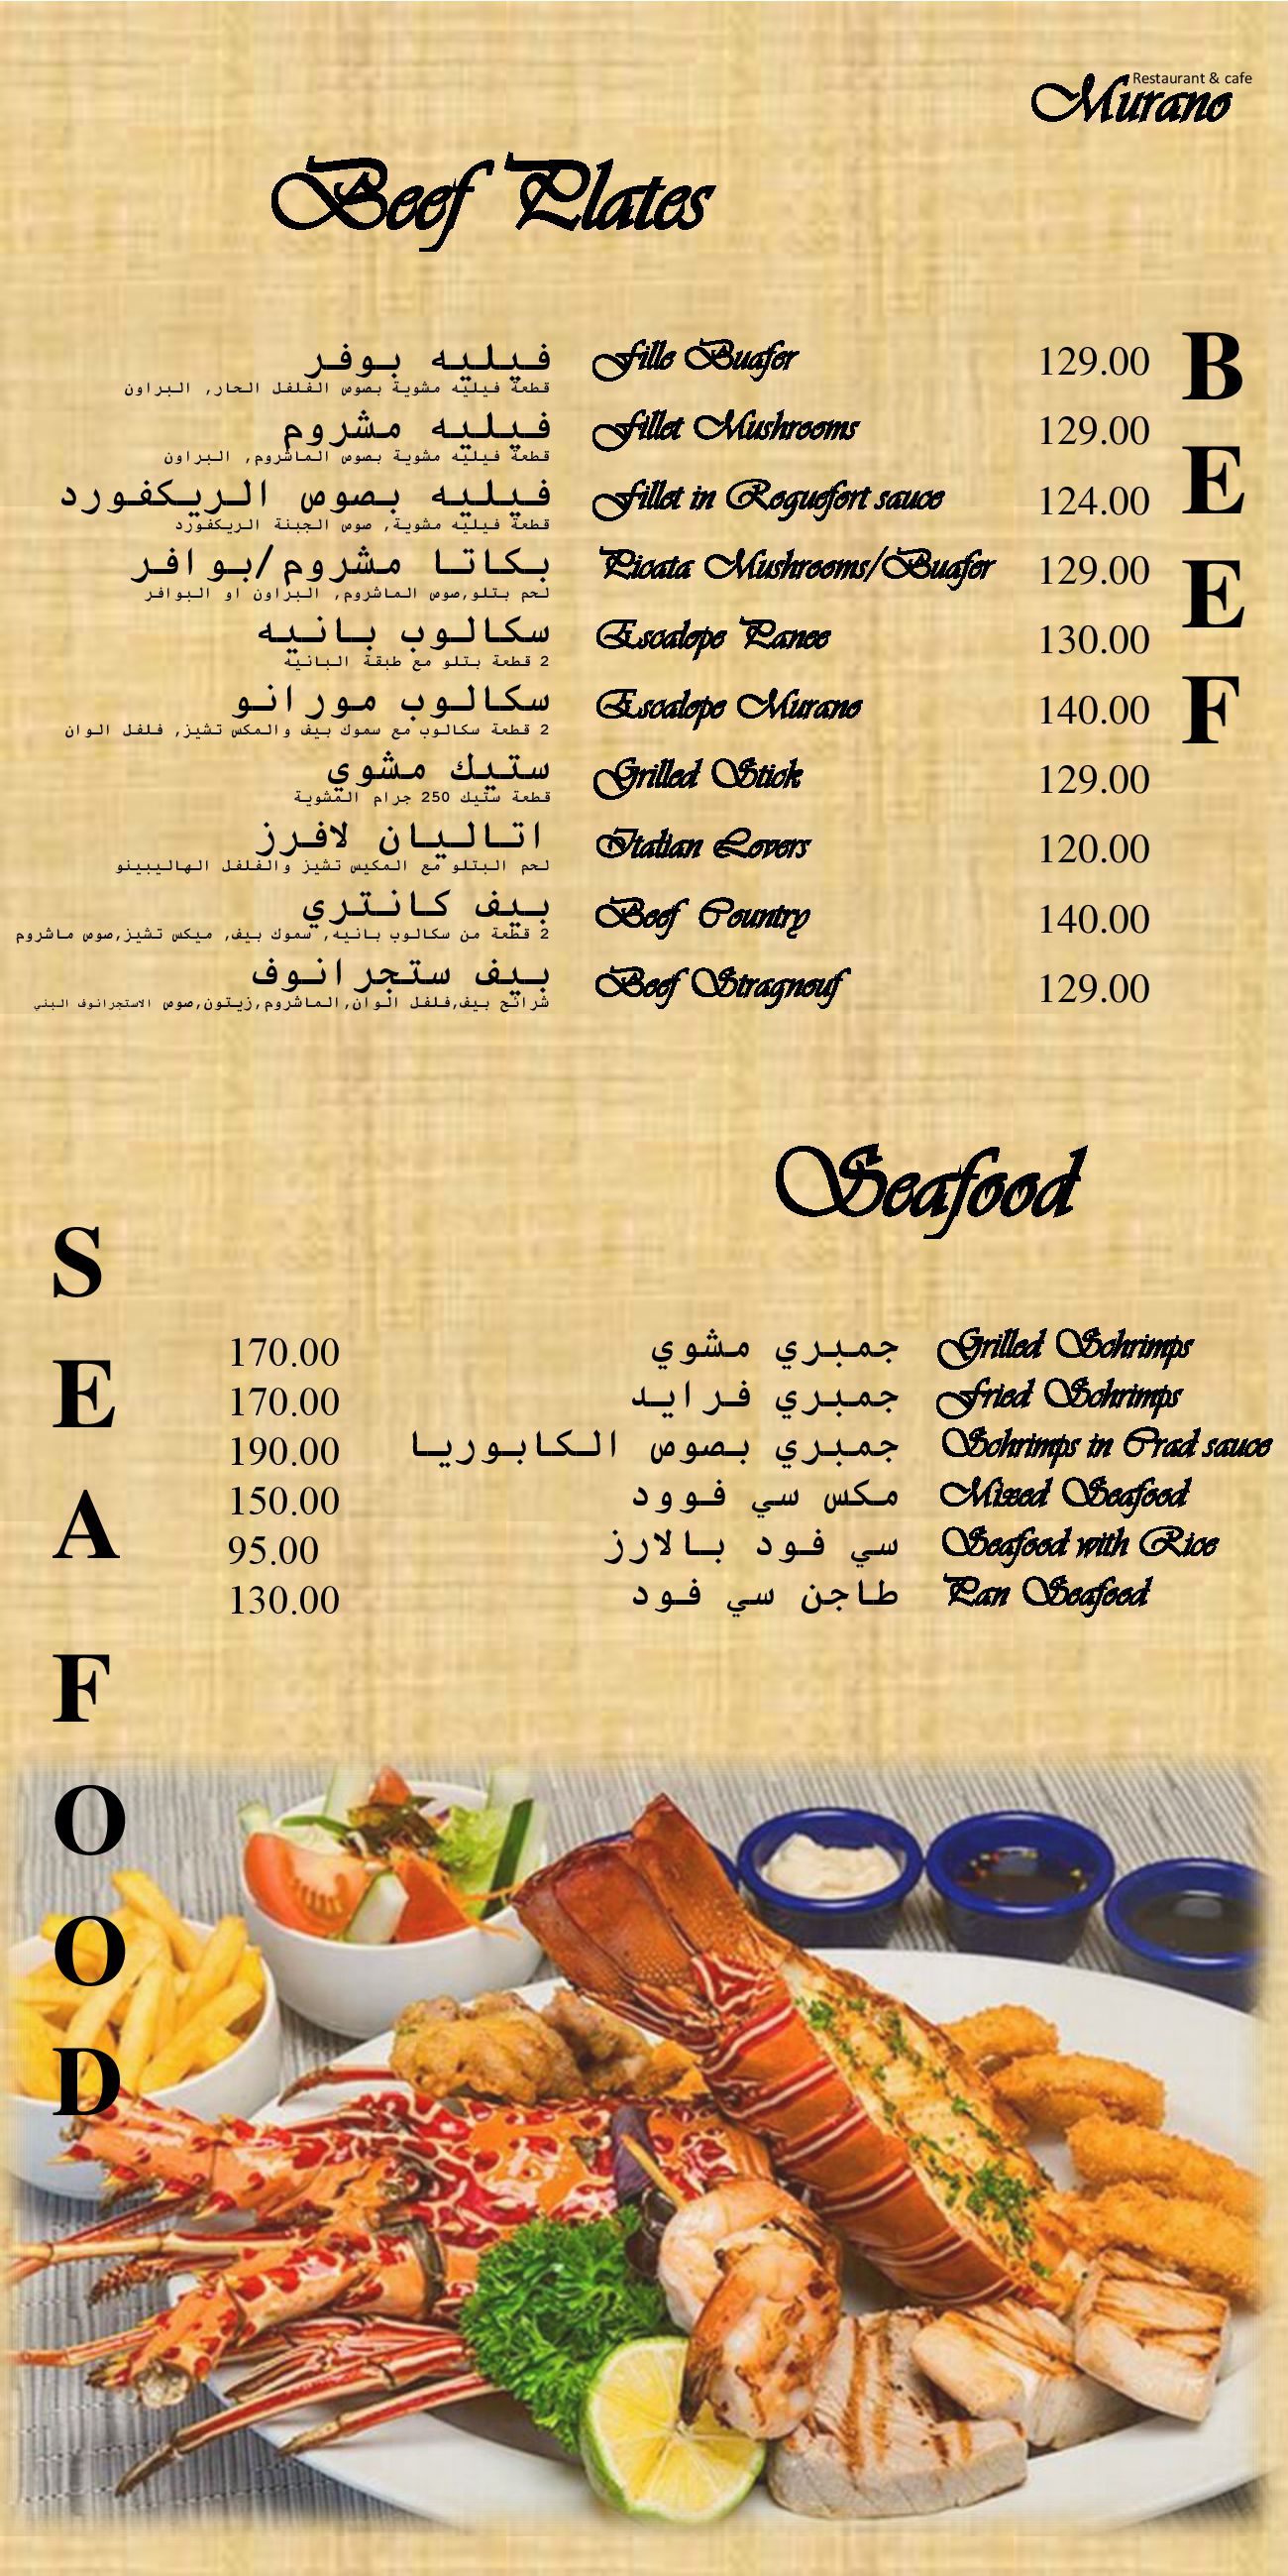 Restaurant & cafe
Murano
Beef Plates
فيليه بوفر Fille Buafer 129.00
قطعة فيليه مشوية بصوص الفلفل الحار, البراون
فيليه مشروم Fillet Mushrooms 129.00
قطعة فيليه مشوية بصوص الماشروم, البراون
فيليه بصوص الريكفورد Fillet in Roguefort sauce 124.00
قطعة فيليه مشوية, صوص الجبنة الريكفورد
بكاتا مشروم/بوافر Picata Mushrooms/Buafer 129.00
لحم بتلو,صوص الماشروم, البراون او البوافر
سكالوب بانيه Escalope Panee 130.00
2 قطعة بتلو مع طبقة البانيه
سكالوب مورانو Escalope Murano 140.00
2 قطعة سكالوب مع سموك بيف والمكس تشيز, فلفل الوان
ستيك مشوي Grilled Stick 129.00
قطعة ستيك 250 جرام المشوية
اتاليان لافرز Italian Lovers 120.00
لحم البتلو مع المكيس تشيز والفلفل الهاليبينو
بيف كانتري Beef Country 140.00
2 قطعة من سكالوب بانيه, سموك بيف, ميكس تشيز,صوص ماشروم
بيف ستجرانوف Beef Stragnouf 129.00
شرائح بيف,فلفل الوان,الماشروم,زيتون,صوص الاستجرانوف البني
BEEF
Seafood
170.00 جمبري مشوي Grilled Schrimps
170.00 جمبري فرايد Fried Schrimps
190.00 جمبري بصوص الكابوريا Schrimps in Crad sauce
150.00 مكس سي فوود Mixed Seafood
95.00 سي فود بالارز Seafood with Rice
130.00 طاجن سي فود Pan Seafood
SEA FOOD